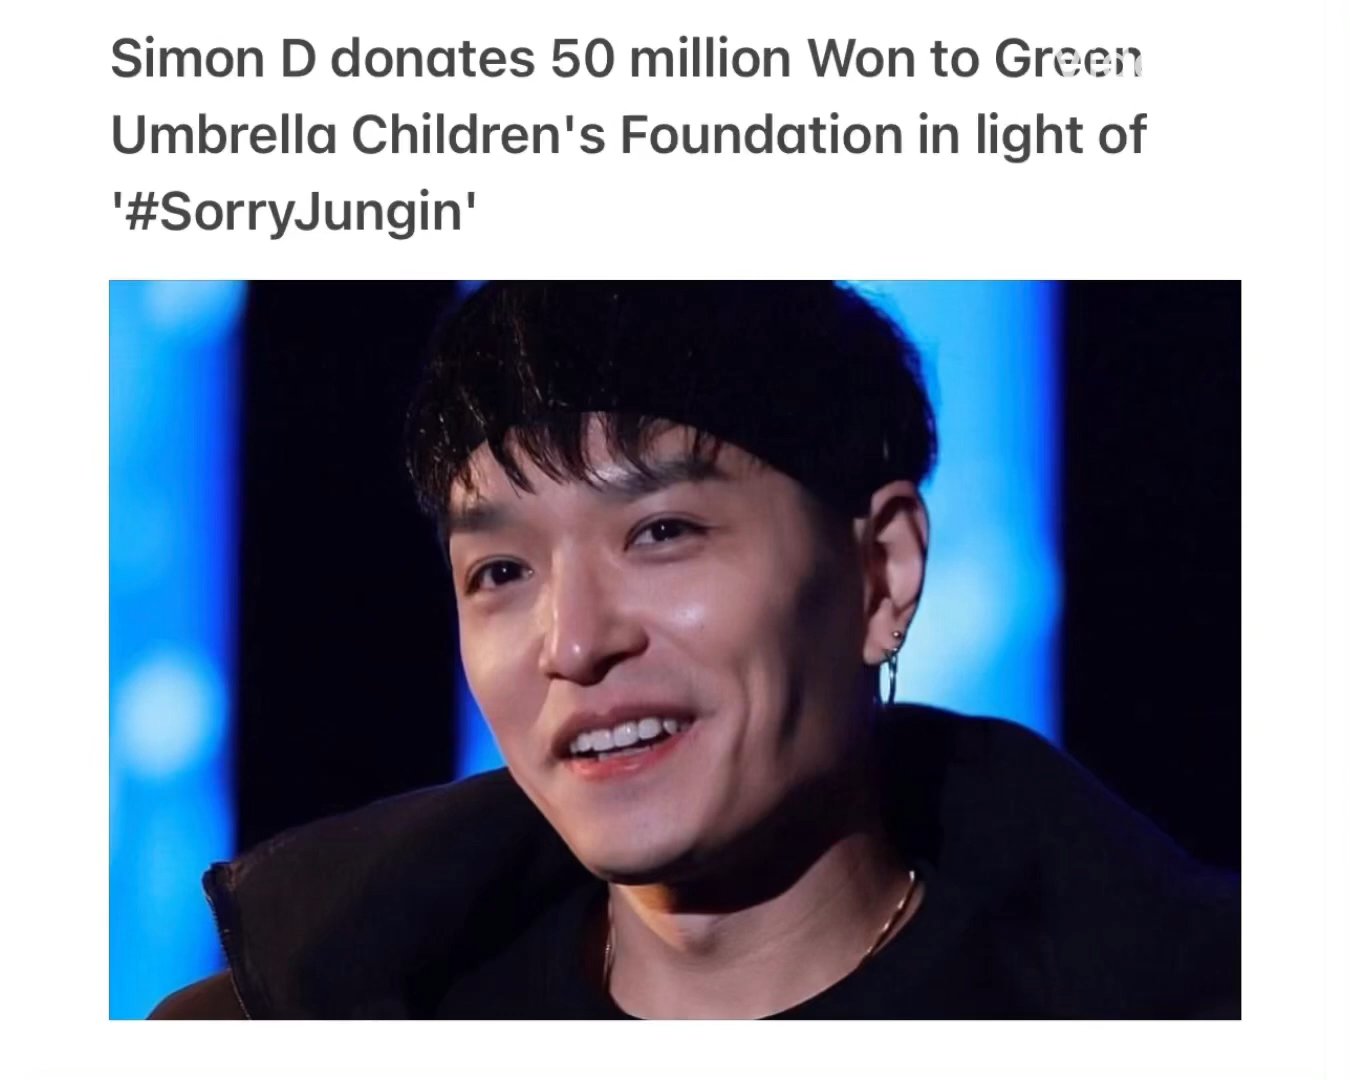 Simon D donates 50 million Won to Green
Umbrella Children's Foundation in light of
'#SorryJungin'